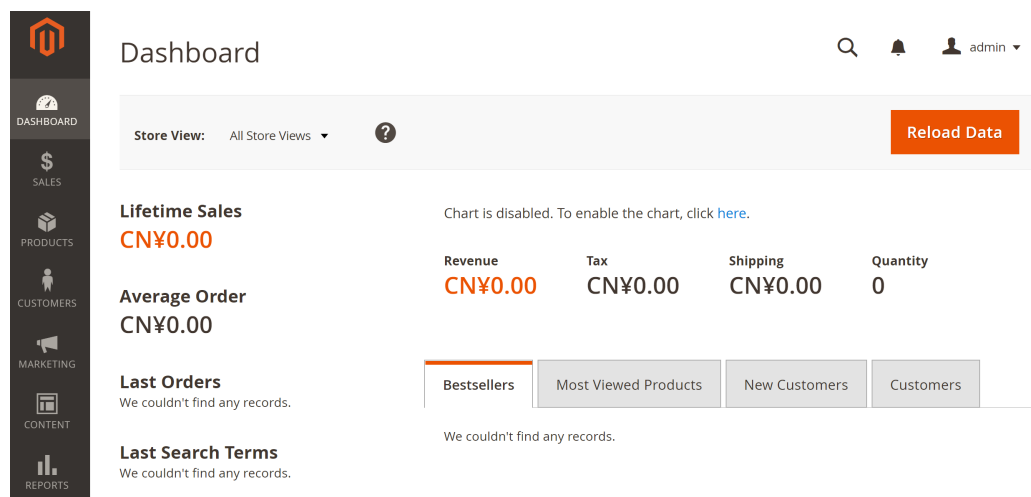 Dashboard
admin
DASHBOARD
SALES
PRODUCTS
CUSTOMERS
MARKETING
CONTENT
REPORTS
Store View: All Store Views ?
Reload Data
Lifetime Sales
CN¥0.00
Average Order
CN¥0.00
Last Orders
We couldn't find any records.
Last Search Terms
We couldn't find any records.
Chart is disabled. To enable the chart, click here.
Revenue Tax Shipping Quantity
CN¥0.00 CN¥0.00 CN¥0.00 0
Bestsellers Most Viewed Products New Customers Customers
We couldn't find any records.